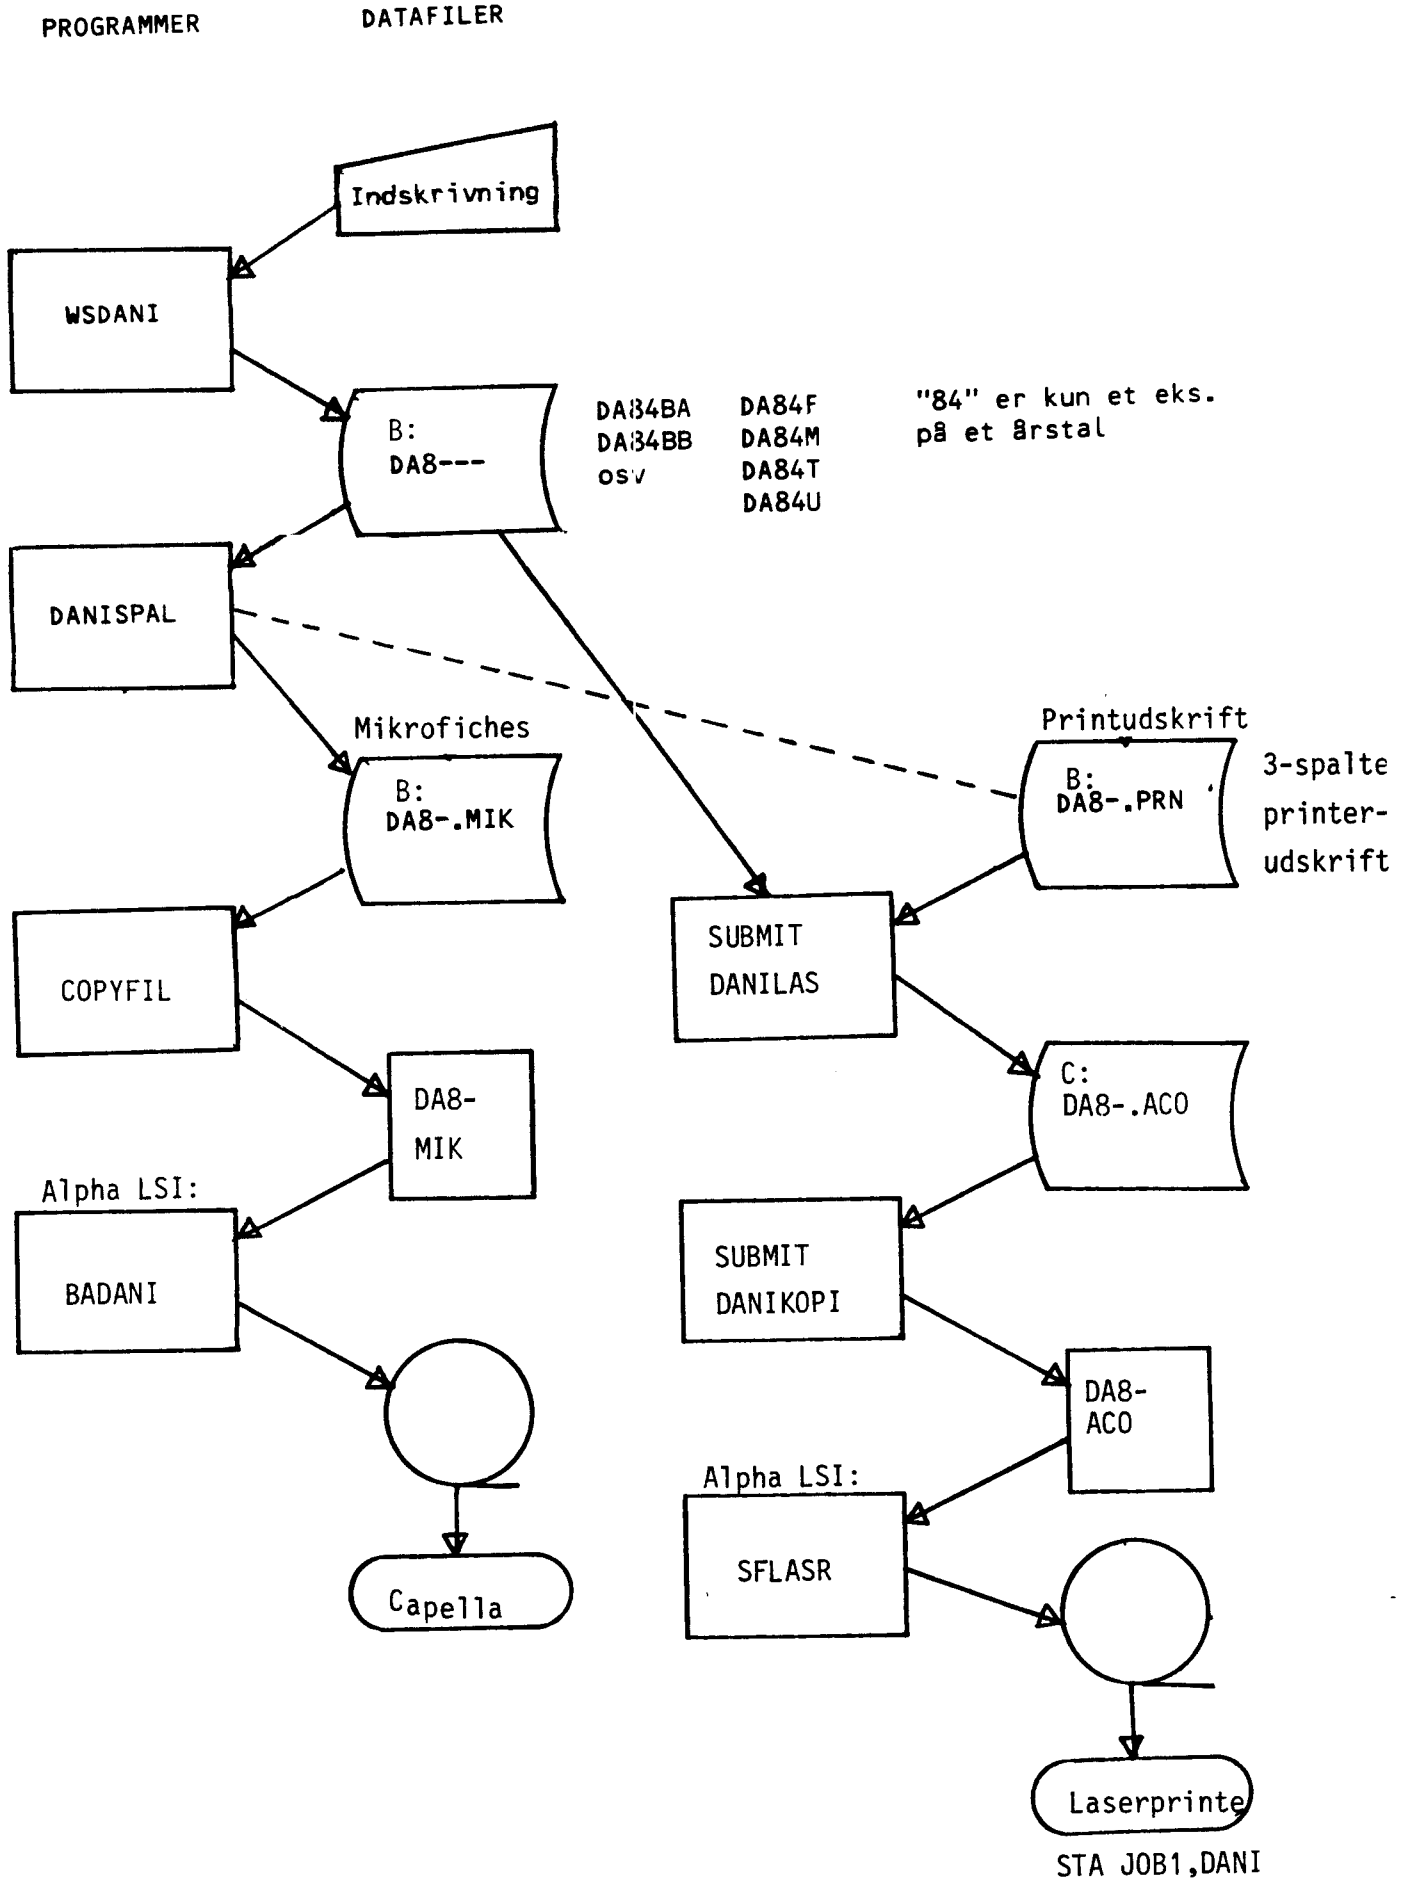 PROGRAMMER
DATAFILER
Indskrivning
WSDANI
B:
DA8---
DA84BA
DA84BB
osv
DA84F
DA84M
DA84T
DA84U
"84" er kun et eks.
på et årstal
DANISPAL
Mikrofiches
B:
DA8-.MIK
Printudskrift
B:
DA8-.PRN
3-spalte
printer-
udskrift
COPYFIL
SUBMIT
DANILAS
DA8-
MIK
C:
DA8-.ACO
Alpha LSI:
BADANI
SUBMIT
DANIKOPI
DA8-
ACO
Capella
Alpha LSI:
SFLASR
Laserprinte
STA JOB1,DANI